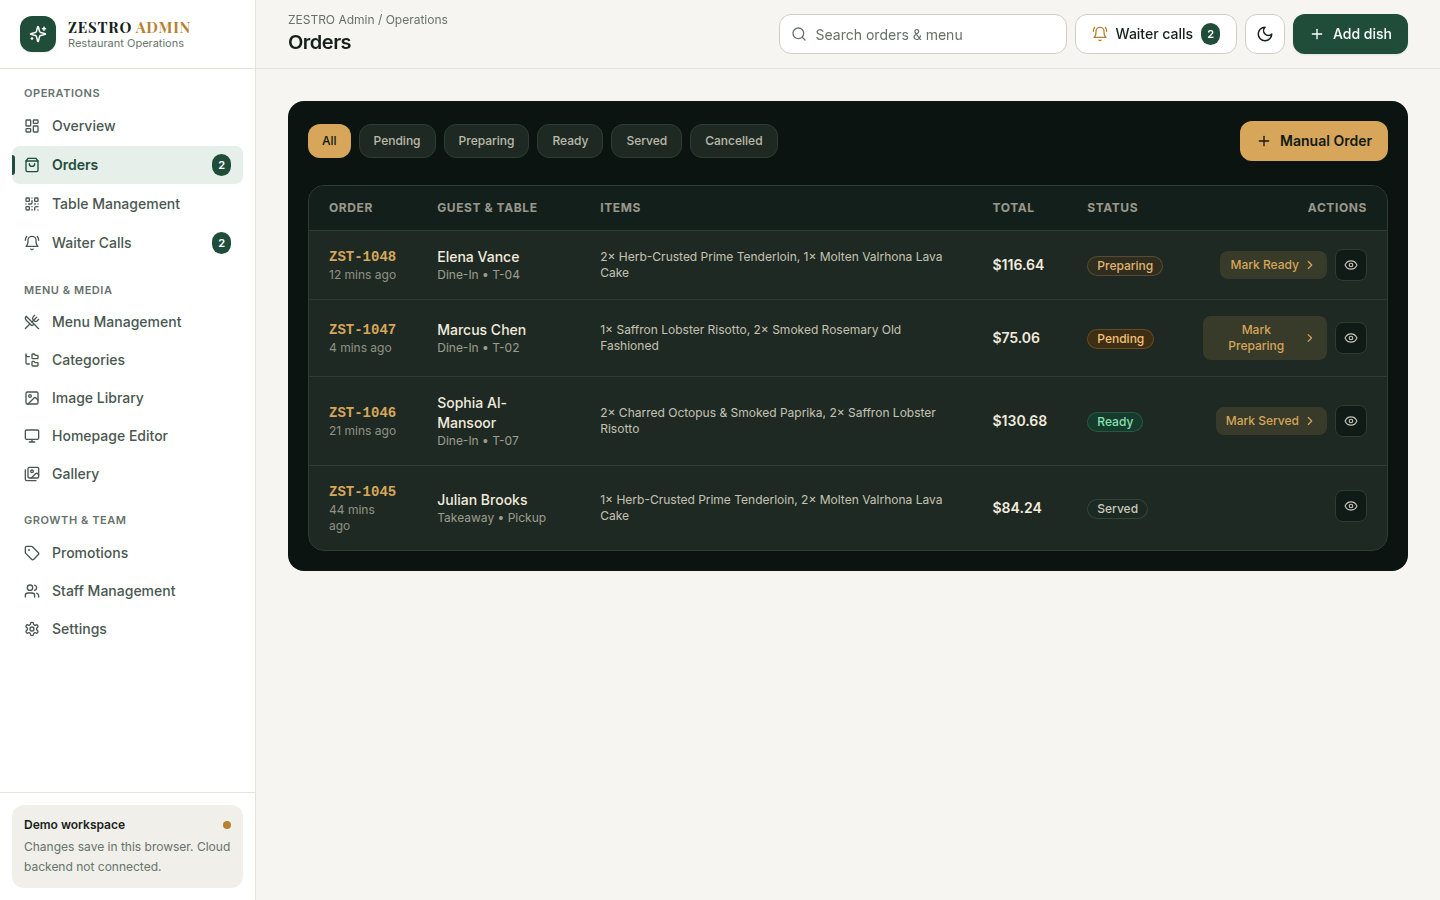 ZESTRO ADMIN
Restaurant Operations
OPERATIONS
Overview
Orders 2
Table Management
Waiter Calls 2
MENU & MEDIA
Menu Management
Categories
Image Library
Homepage Editor
Gallery
GROWTH & TEAM
Promotions
Staff Management
Settings
Demo workspace
Changes save in this browser. Cloud
backend not connected.
ZESTRO Admin / Operations
Orders
Search orders & menu
Waiter calls 2
Add dish
All Pending Preparing Ready Served Cancelled
Manual Order
ORDER GUEST & TABLE ITEMS TOTAL STATUS ACTIONS
ZST-1048
12 mins ago
Elena Vance
Dine-In • T-04
2× Herb-Crusted Prime Tenderloin, 1× Molten Valrhona Lava
Cake
$116.64
Preparing
Mark Ready
ZST-1047
4 mins ago
Marcus Chen
Dine-In • T-02
1× Saffron Lobster Risotto, 2× Smoked Rosemary Old
Fashioned
$75.06
Pending
Mark
Preparing
ZST-1046
21 mins ago
Sophia Al-
Mansoor
Dine-In • T-07
2× Charred Octopus & Smoked Paprika, 2× Saffron Lobster
Risotto
$130.68
Ready
Mark Served
ZST-1045
44 mins
ago
Julian Brooks
Takeaway • Pickup
1× Herb-Crusted Prime Tenderloin, 2× Molten Valrhona Lava
Cake
$84.24
Served